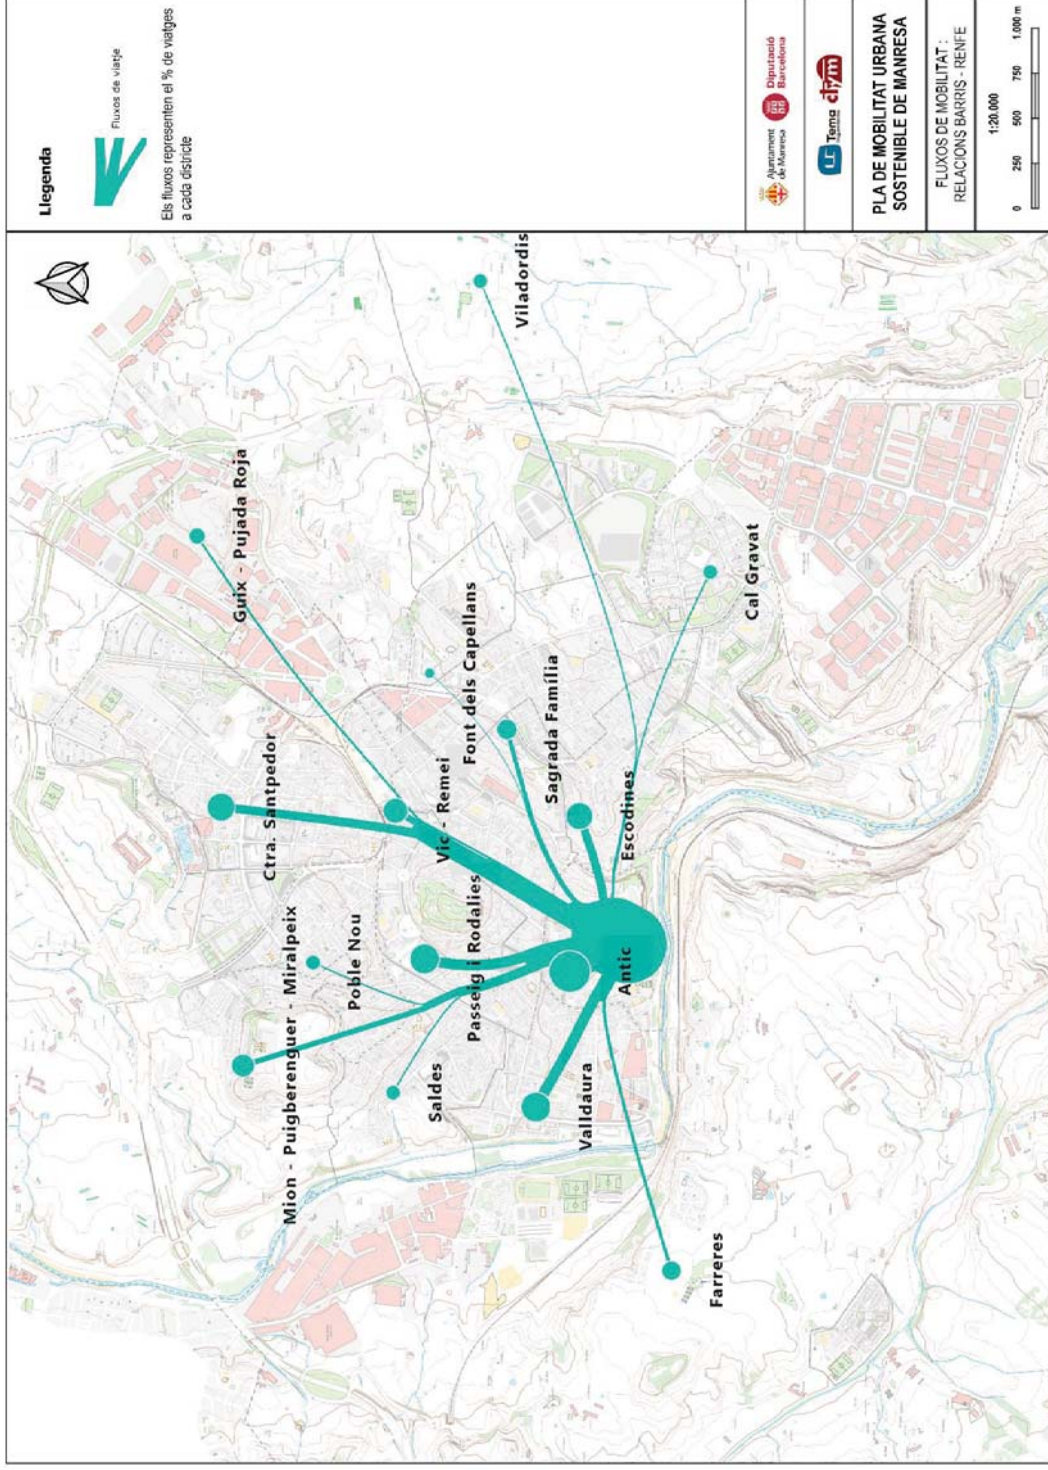 Llegenda
Fluxos de viatje
Els fluxos representen el % de viatges
a cada districte
Guix - Pujada Roja
Viladordis
Ctra. Santpedor
Font dels Capellans
Vic - Remei
Sagrada Família
Cal Gravat
Mion - Puigberenguer - Miralpeix
Poble Nou
Passeig i Rodalies
Escodines
Saldes
Antic
Valldaura
Farreres
Ajuntament
de Manresa
Diputació
Barcelona
Tema
PLA DE MOBILITAT URBANA
SOSTENIBLE DE MANRESA
FLUXOS DE MOBILITAT :
RELACIONS BARRIS - RENFE
1:20.000
0 250 500 750 1.000 m